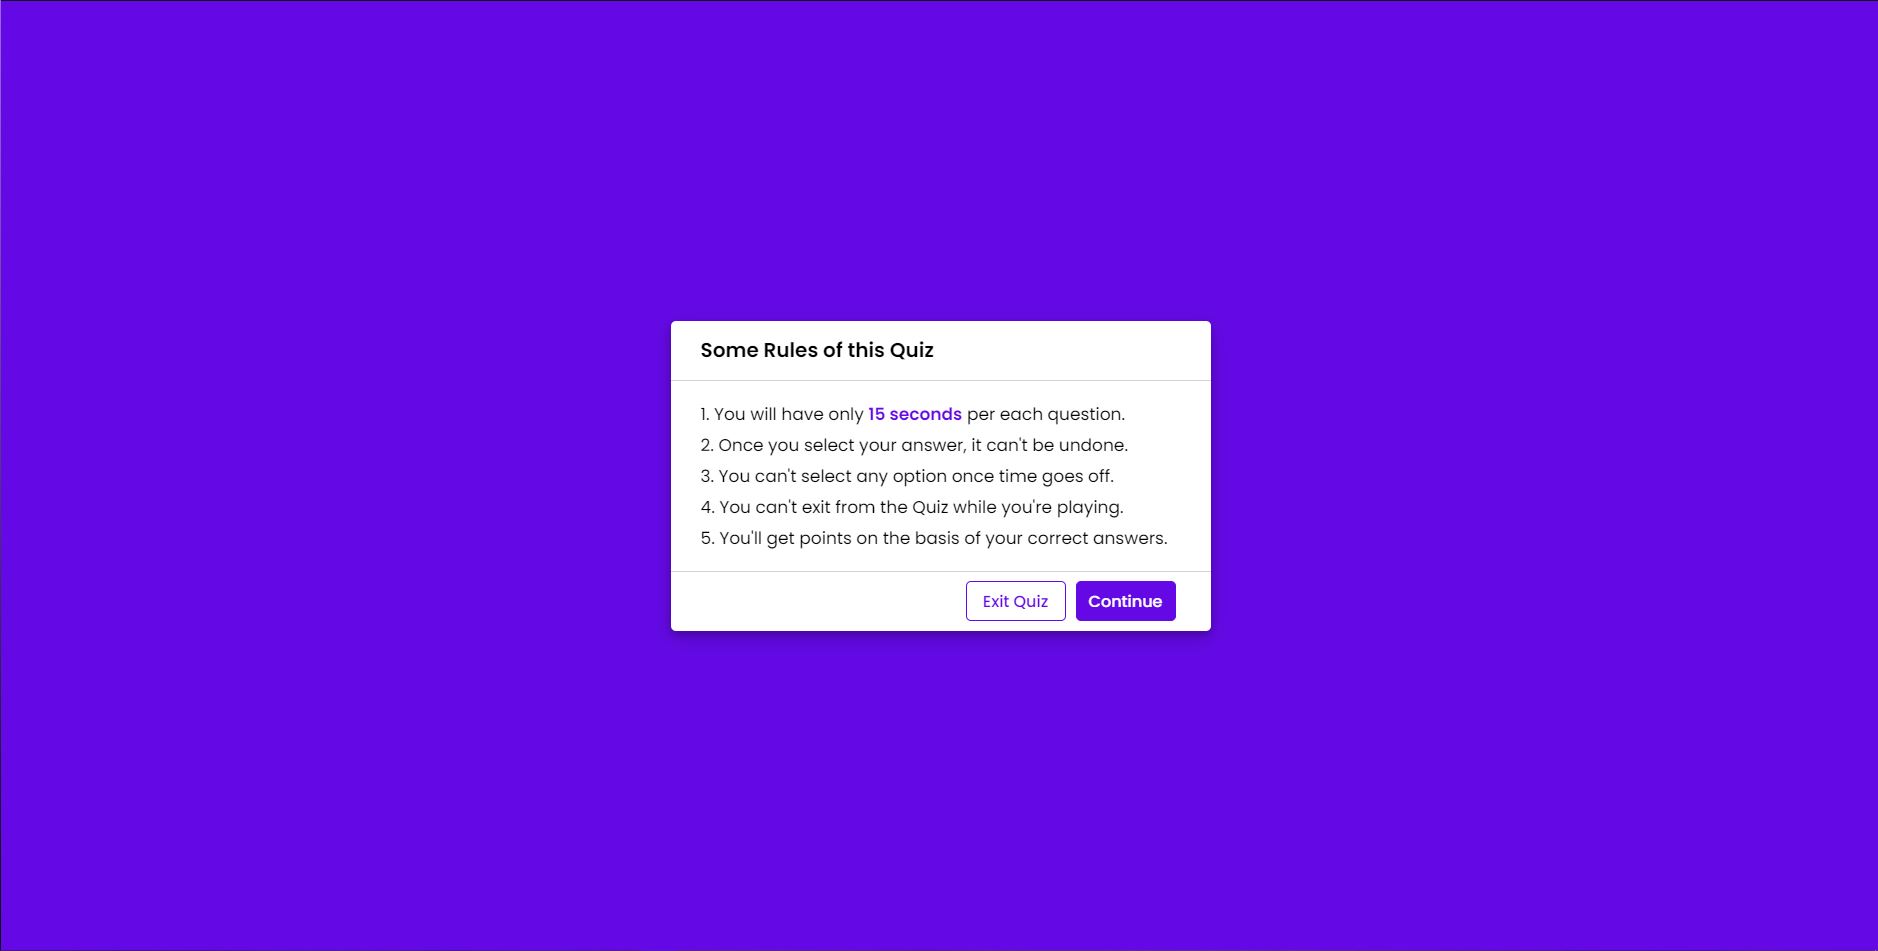 Some Rules of this Quiz
1. You will have only 15 seconds per each question.
2. Once you select your answer, it can't be undone.
3. You can't select any option once time goes off.
4. You can't exit from the Quiz while you're playing.
5. You'll get points on the basis of your correct answers.
Exit Quiz Continue